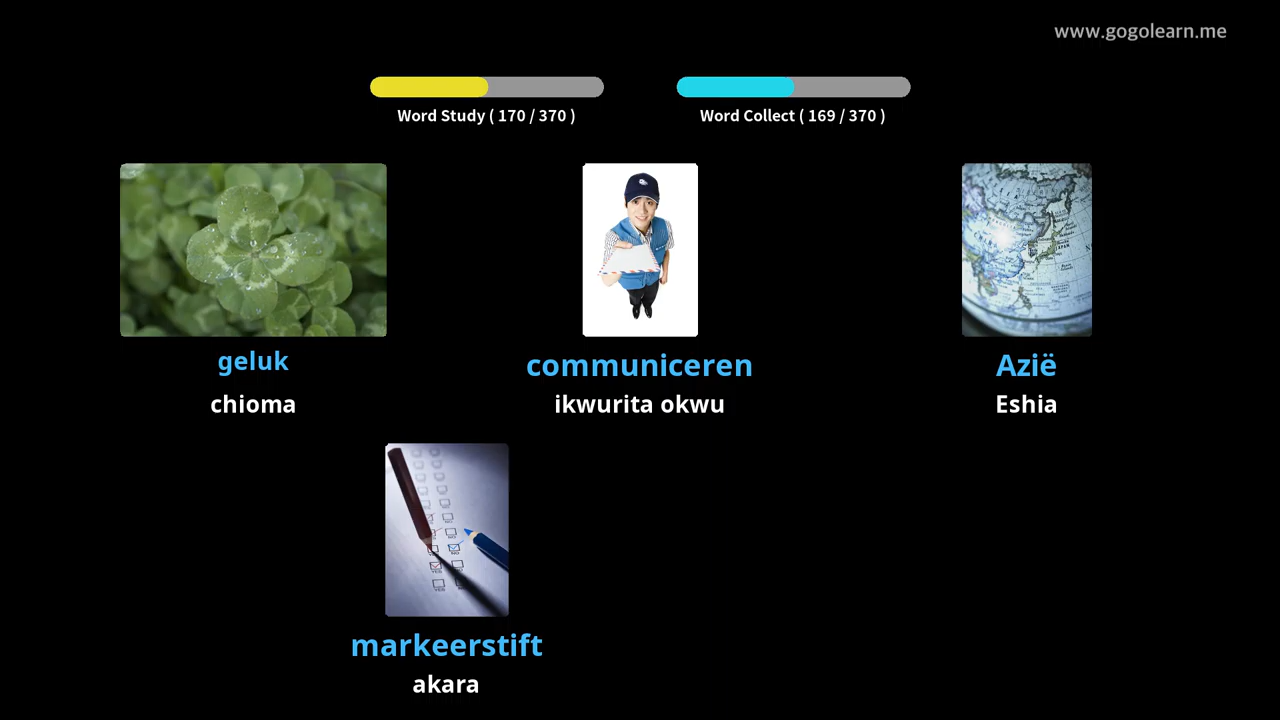 www.gogolearn.me
Word Study ( 170 / 370 )
Word Collect ( 169 / 370 )
geluk
communiceren
Azië
chioma
ikwurita okwu
Eshia
markeerstift
akara